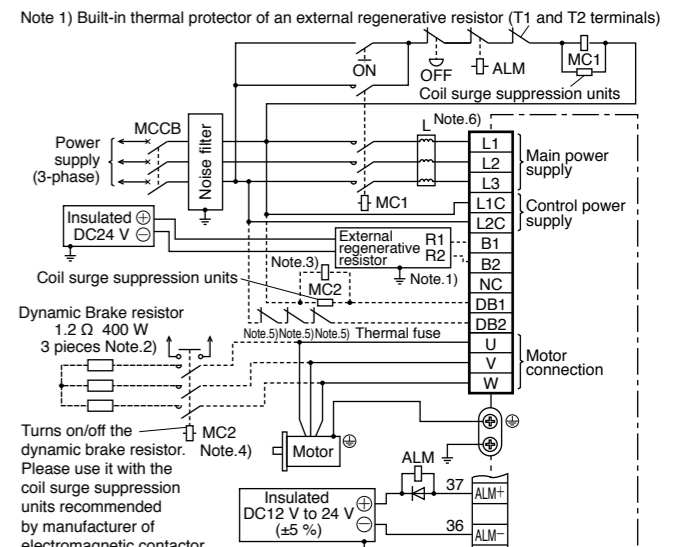 Note 1) Built-in thermal protector of an external regenerative resistor (T1 and T2 terminals)
ON
OFF
ALM
MC1
Coil surge suppression units
MCCB
Noise filter
L
Note.6)
Power
supply
(3-phase)
MC1
L1
L2
L3
L1C
L2C
B1
B2
NC
DB1
DB2
U
V
W
Main power
supply
Control power
supply
Motor
connection
Insulated ⊕
DC24 V ⊖
External
regenerative
resistor
R1
R2
Note.1)
Note.3)
Coil surge suppression units
MC2
Note.5)Note.5)Note.5) Thermal fuse
Dynamic Brake resistor
1.2 Ω 400 W
3 pieces Note.2)
MC2
Note.4)
Turns on/off the
dynamic brake resistor.
Please use it with the
coil surge suppression
units recommended
by manufacturer of
electromagnetic contactor
Motor
ALM
37
ALM+
36
ALM−
Insulated
DC12 V to 24 V
(±5 %)